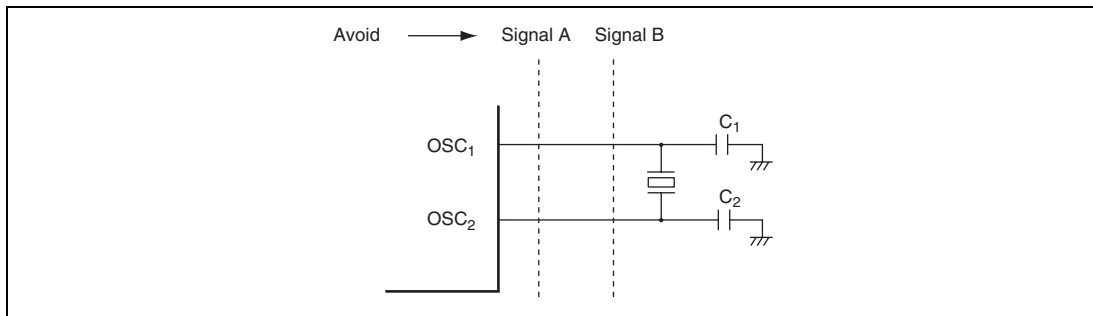 Avoid Signal A Signal B
C₁
OSC₁
C₂
OSC₂